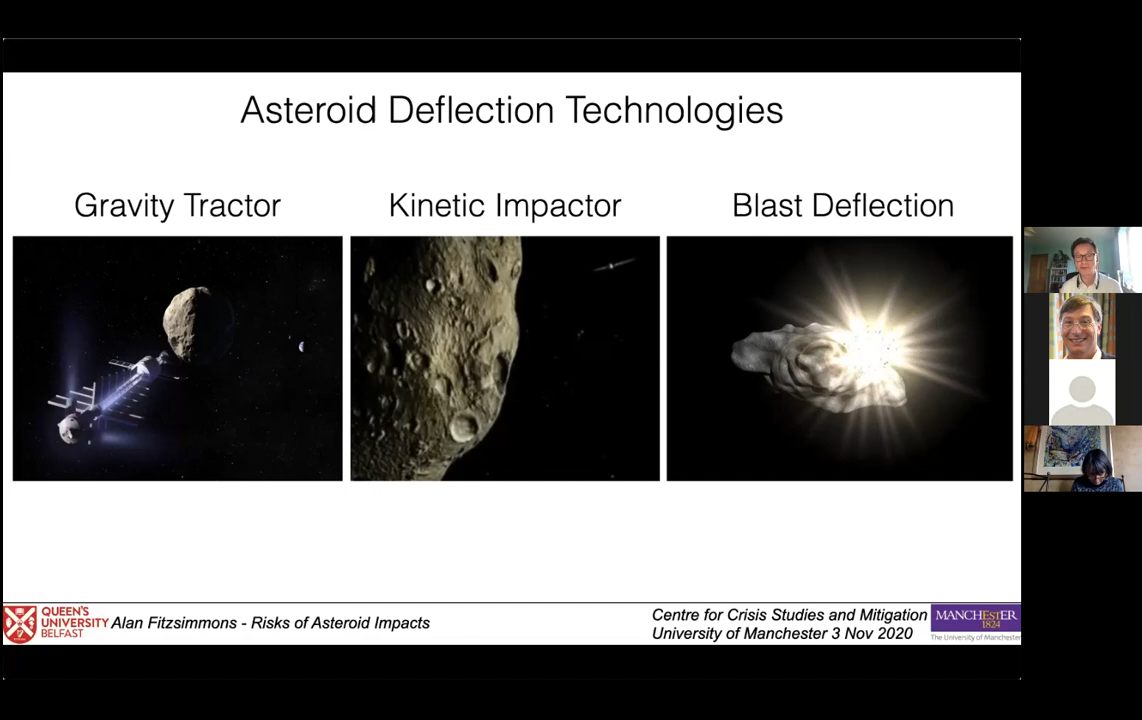 Asteroid Deflection Technologies
Gravity Tractor
Kinetic Impactor
Blast Deflection
QUEEN'S
UNIVERSITY
BELFAST
Alan Fitzsimmons - Risks of Asteroid Impacts
Centre for Crisis Studies and Mitigation
University of Manchester 3 Nov 2020
MANCHESTER
1824
The University of Manchester